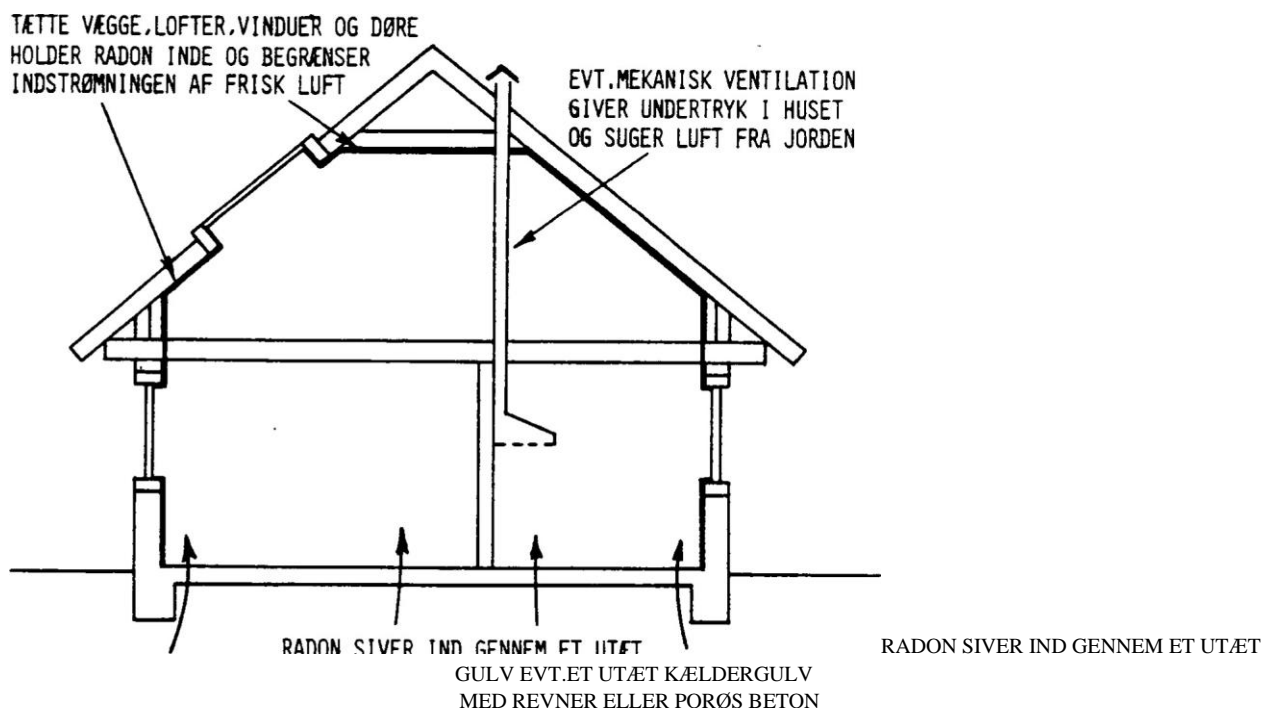 TÆTTE VÆGGE,LOFTER,VINDUER OG DØRE
HOLDER RADON INDE OG BEGRÆNSER
INDSTRØMNINGEN AF FRISK LUFT
EVT.MEKANISK VENTILATION
GIVER UNDERTRYK I HUSET
OG SUGER LUFT FRA JORDEN
RADON SIVER IND GENNEM ET UTÆT
RADON SIVER IND GENNEM ET UTÆT
GULV EVT.ET UTÆT KÆLDERGULV
MED REVNER ELLER PORØS BETON